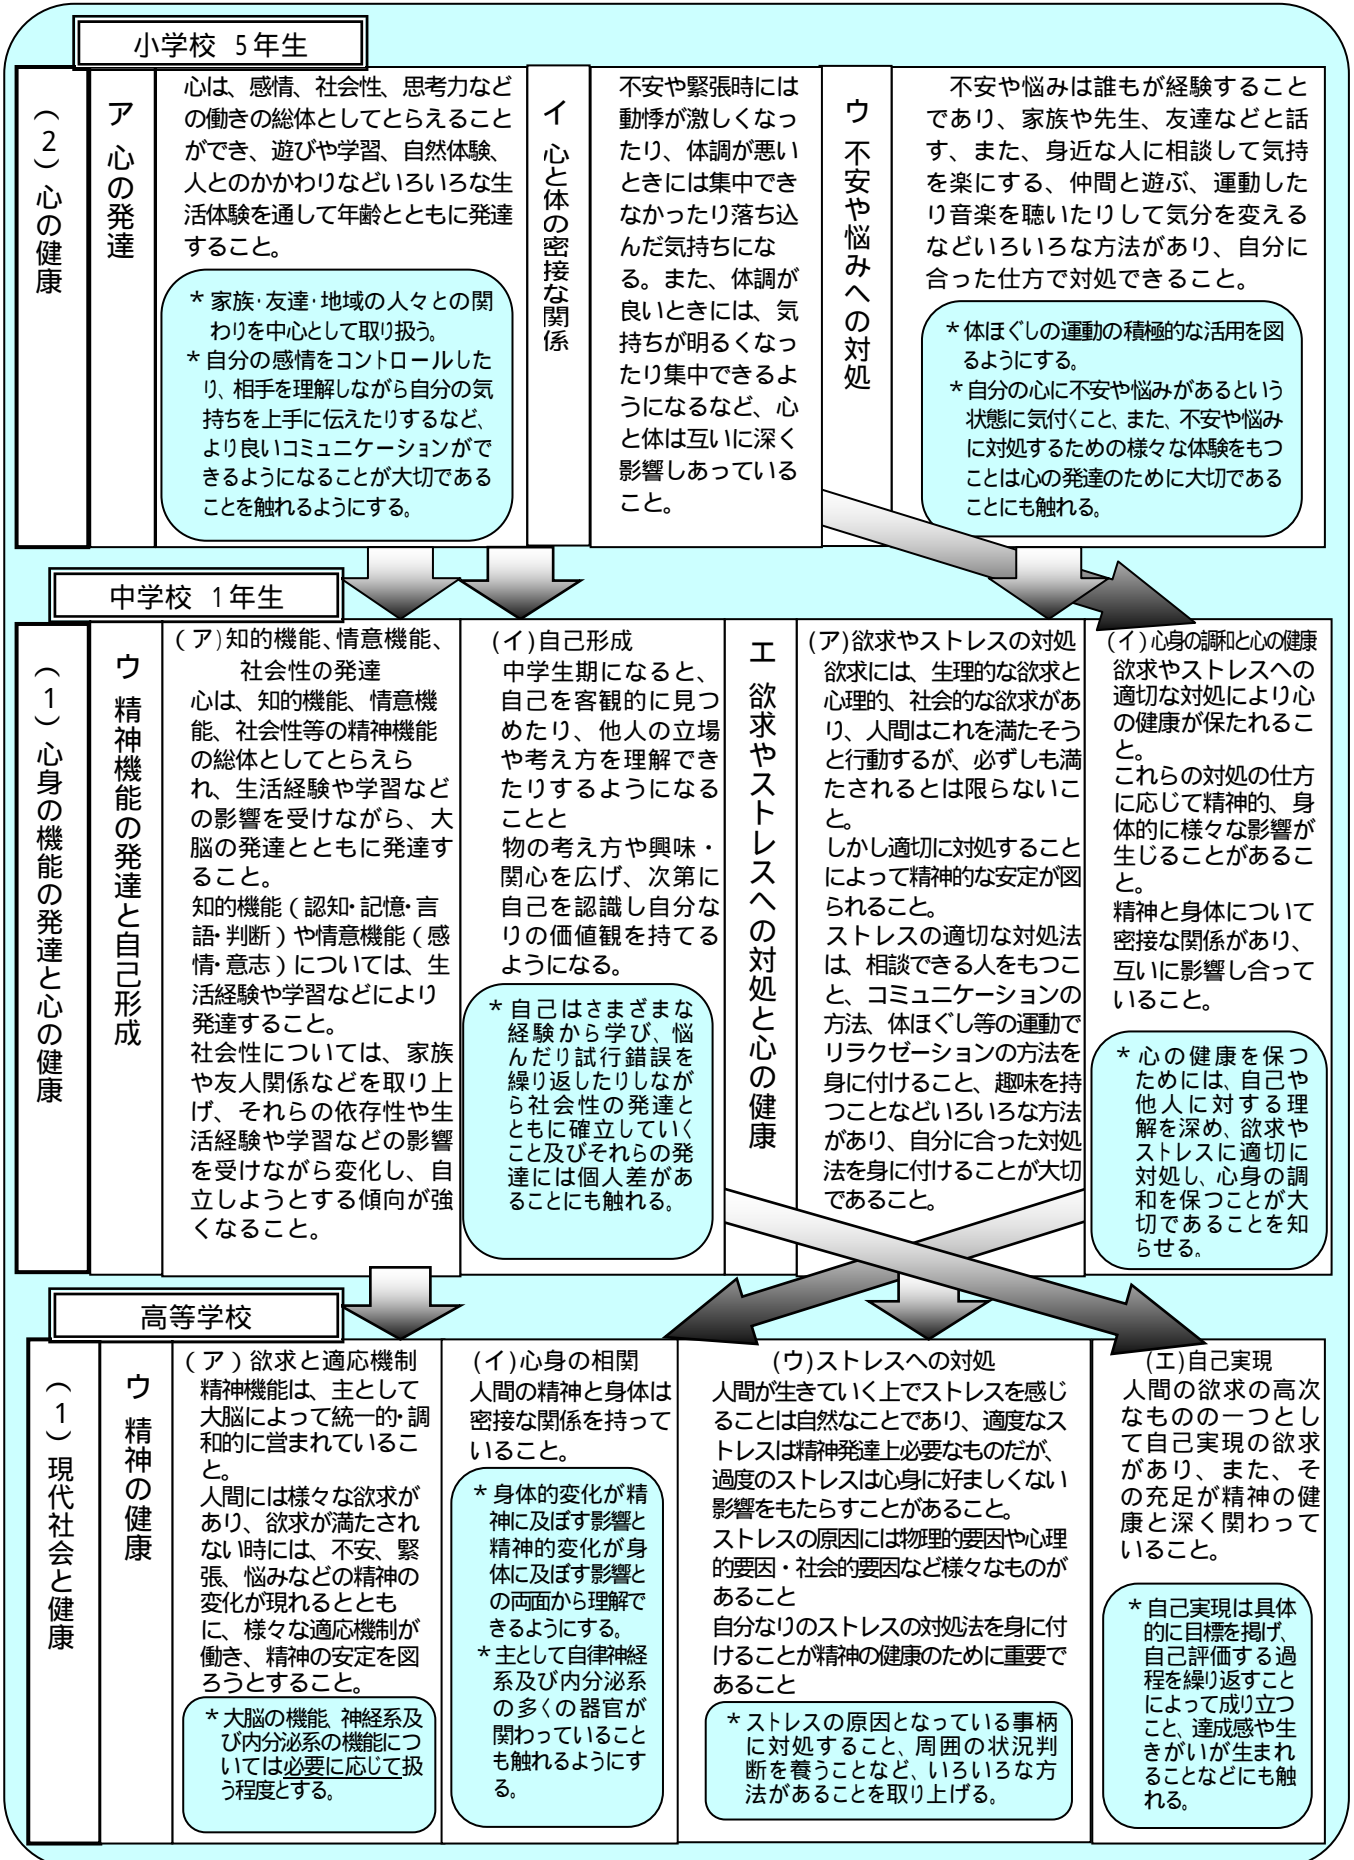 小学校 5年生
(2)心の健康
ア 心の発達
心は、感情、社会性、思考力など
の働きの総体としてとらえること
ができ、遊びや学習、自然体験、
人とのかかわりなどいろいろな生
活体験を通して年齢とともに発達
すること。
*家族・友達・地域の人々との関
わりを中心として取り扱う。
*自分の感情をコントロールした
り、相手を理解しながら自分の気
持ちを上手に伝えたりするなど、
より良いコミュニケーションがで
きるようになることが大切である
ことを触れるようにする。
イ 心と体の密接な関係
不安や緊張時には
動悸が激しくなっ
たり、体調が悪い
ときには集中でき
なかったり落ち込
んだ気持ちにな
る。また、体調が
良いときには、気
持ちが明るくなっ
たり集中できるよ
うになるなど、心
と体は互いに深く
影響しあっている
こと。
ウ 不安や悩みへの対処
不安や悩みは誰もが経験すること
であり、家族や先生、友達などと話
す、また、身近な人に相談して気持
を楽にする、仲間と遊ぶ、運動した
り音楽を聴いたりして気分を変える
などいろいろな方法があり、自分に
合った仕方で対処できること。
*体ほぐしの運動の積極的な活用を図
るようにする。
*自分の心に不安や悩みがあるという
状態に気付くこと、また、不安や悩み
に対処するための様々な体験をもつ
ことは心の発達のために大切である
ことにも触れる。
中学校 1年生
(1)心身の機能の発達と心の健康
ウ 精神機能の発達と自己形成
(ア)知的機能、情意機能、
社会性の発達
心は、知的機能、情意機
能、社会性等の精神機能
の総体としてとらえら
れ、生活経験や学習など
の影響を受けながら、大
脳の発達とともに発達す
ること。
知的機能(認知・記憶・言
語・判断)や情意機能(感
情・意志)については、生
活経験や学習などにより
発達すること。
社会性については、家族
や友人関係などを取り上
げ、それらの依存性や生
活経験や学習などの影響
を受けながら変化し、自
立しようとする傾向が強
くなること。
(イ)自己形成
中学生期になると、
自己を客観的に見つ
めたり、他人の立場
や考え方を理解でき
たりするようになる
ことと
物の考え方や興味・
関心を広げ、次第に
自己を認識し自分な
りの価値観を持てる
ようになる。
*自己はさまざまな
経験から学び、悩
んだり試行錯誤を
繰り返したりしなが
ら社会性の発達と
ともに確立していく
こと及びそれらの発
達には個人差があ
ることにも触れる。
エ 欲求やストレスへの対処と心の健康
(ア)欲求やストレスの対処
欲求には、生理的な欲求と
心理的、社会的な欲求があ
り、人間はこれを満たそう
と行動するが、必ずしも満
たされるとは限らないこ
と。
しかし適切に対処すること
によって精神的な安定が図
られること。
ストレスの適切な対処法
は、相談できる人をもつこ
と、コミュニケーションの
方法、体ほぐし等の運動で
リラクゼーションの方法を
身に付けること、趣味を持
つことなどいろいろな方法
があり、自分に合った対処
法を身に付けることが大切
であること。
(イ)心身の調和と心の健康
欲求やストレスへの
適切な対処により心
の健康が保たれるこ
と。
これらの対処の仕方
に応じて精神的、身
体的に様々な影響が
生じることがあるこ
と。
精神と身体について
密接な関係があり、
互いに影響し合って
いること。
*心の健康を保つ
ためには、自己や
他人に対する理
解を深め、欲求や
ストレスに適切に
対処し、心身の調
和を保つことが大
切であることを知
らせる。
高等学校
(1)現代社会と健康
ウ 精神の健康
(ア)欲求と適応機制
精神機能は、主として
大脳によって統一的・調
和的に営まれているこ
と。
人間には様々な欲求が
あり、欲求が満たされ
ない時には、不安、緊
張、悩みなどの精神の
変化が現れるととも
に、様々な適応機制が
働き、精神の安定を図
ろうとすること。
*大脳の機能、神経系及
び内分泌系の機能につ
いては必要に応じて扱
う程度とする。
(イ)心身の相関
人間の精神と身体は
密接な関係を持って
いること。
*身体的変化が精
神に及ぼす影響と
精神的変化が身
体に及ぼす影響と
の両面から理解で
きるようにする。
*主として自律神経
系及び内分泌系
の多くの器官が
関わっていること
も触れるようにす
る。
(ウ)ストレスへの対処
人間が生きていく上でストレスを感じ
ることは自然なことであり、適度なス
トレスは精神発達上必要なものだが、
過度のストレスは心身に好ましくない
影響をもたらすことがあること。
ストレスの原因には物理的要因や心理
的要因・社会的要因など様々なものが
あること
自分なりのストレスの対処法を身に付
けることが精神の健康のために重要で
あること
*ストレスの原因となっている事柄
に対処すること、周囲の状況判
断を養うことなど、いろいろな方
法があることを取り上げる。
(エ)自己実現
人間の欲求の高次
なものの一つとし
て自己実現の欲求
があり、また、そ
の充足が精神の健
康と深く関わって
いること。
*自己実現は具体
的に目標を掲げ、
自己評価する過
程を繰り返すこと
によって成り立つ
こと、達成感や生
きがいが生まれ
ることなどにも触
れる。